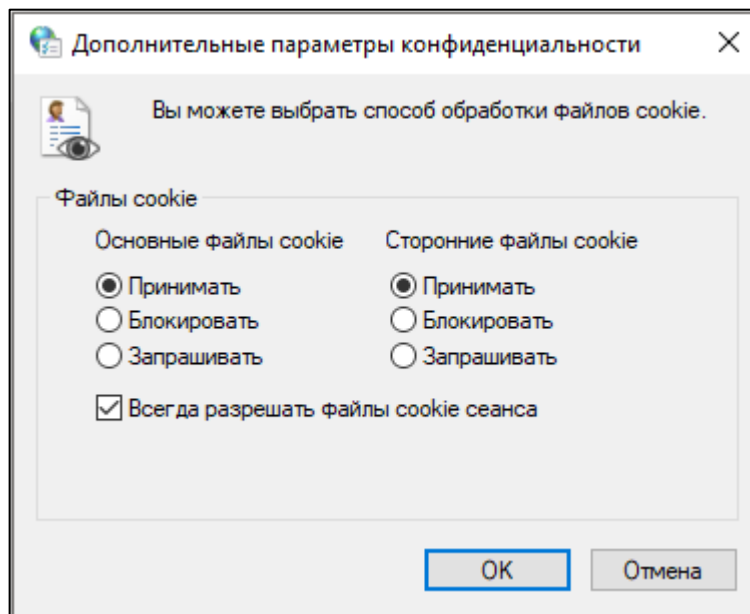 Дополнительные параметры конфиденциальности
Вы можете выбрать способ обработки файлов cookie.
Файлы cookie
Основные файлы cookie Сторонние файлы cookie
Принимать Принимать
Блокировать Блокировать
Запрашивать Запрашивать
Всегда разрешать файлы cookie сеанса
OK Отмена